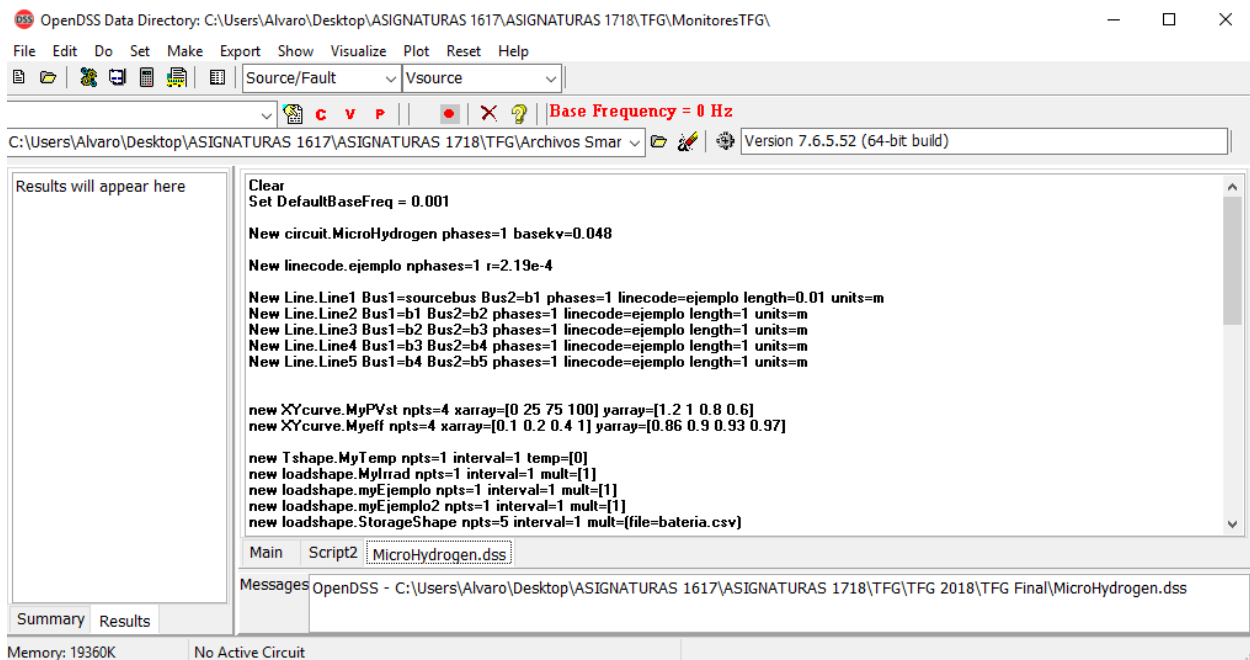 OpenDSS Data Directory: C:\Users\Alvaro\Desktop\ASIGNATURAS 1617\ASIGNATURAS 1718\TFG\MonitoresTFG\
File Edit Do Set Make Export Show Visualize Plot Reset Help
Source/Fault Vsource
C V P Base Frequency = 0 Hz
C:\Users\Alvaro\Desktop\ASIGNATURAS 1617\ASIGNATURAS 1718\TFG\Archivos Smar Version 7.6.5.52 (64-bit build)
Results will appear here
Clear
Set DefaultBaseFreq = 0.001
New circuit.MicroHydrogen phases=1 basekv=0.048
New linecode.ejemplo nphases=1 r=2.19e-4
New Line.Line1 Bus1=sourcebus Bus2=b1 phases=1 linecode=ejemplo length=0.01 units=m
New Line.Line2 Bus1=b1 Bus2=b2 phases=1 linecode=ejemplo length=1 units=m
New Line.Line3 Bus1=b2 Bus2=b3 phases=1 linecode=ejemplo length=1 units=m
New Line.Line4 Bus1=b3 Bus2=b4 phases=1 linecode=ejemplo length=1 units=m
New Line.Line5 Bus1=b4 Bus2=b5 phases=1 linecode=ejemplo length=1 units=m
new XYcurve.MyPVst npts=4 xarray=[0 25 75 100] yarray=[1.2 1 0.8 0.6]
new XYcurve.Myeff npts=4 xarray=[0.1 0.2 0.4 1] yarray=[0.86 0.9 0.93 0.97]
new Tshape.MyTemp npts=1 interval=1 temp=[0]
new loadshape.MyIrrad npts=1 interval=1 mult=[1]
new loadshape.myEjemplo npts=1 interval=1 mult=[1]
new loadshape.myEjemplo2 npts=1 interval=1 mult=[1]
new loadshape.StorageShape npts=5 interval=1 mult=(file=bateria.csv)
Main Script2 MicroHydrogen.dss
Messages OpenDSS - C:\Users\Alvaro\Desktop\ASIGNATURAS 1617\ASIGNATURAS 1718\TFG\TFG 2018\TFG Final\MicroHydrogen.dss
Summary Results
Memory: 19360K No Active Circuit